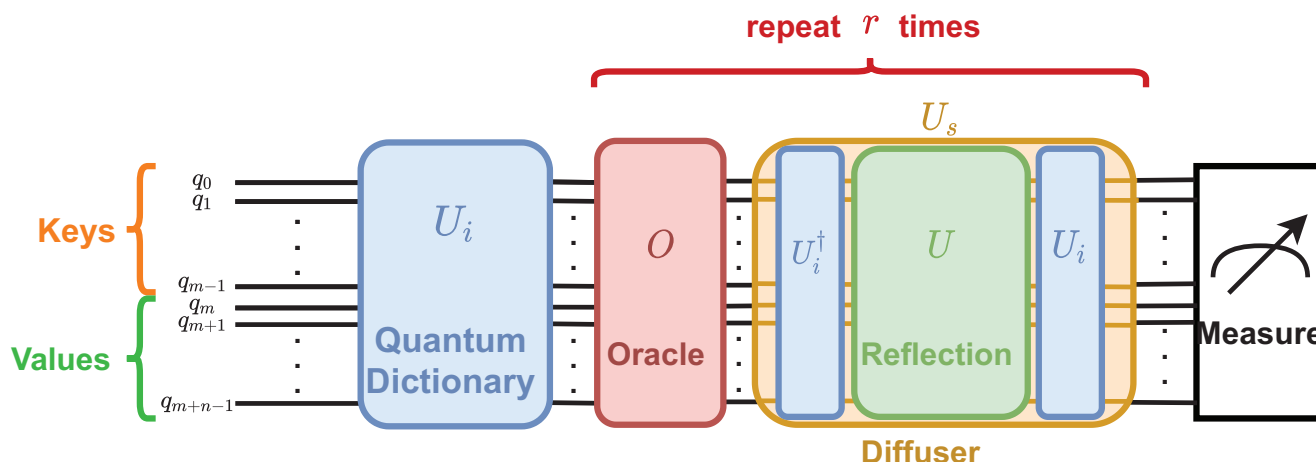 repeat r times
U_s
Keys
q_0
q_1
q_{m-1}
Values
q_m
q_{m+1}
q_{m+n-1}
U_i
Quantum
Dictionary
O
Oracle
U_i^†
U
Reflection
U_i
Diffuser
Measure